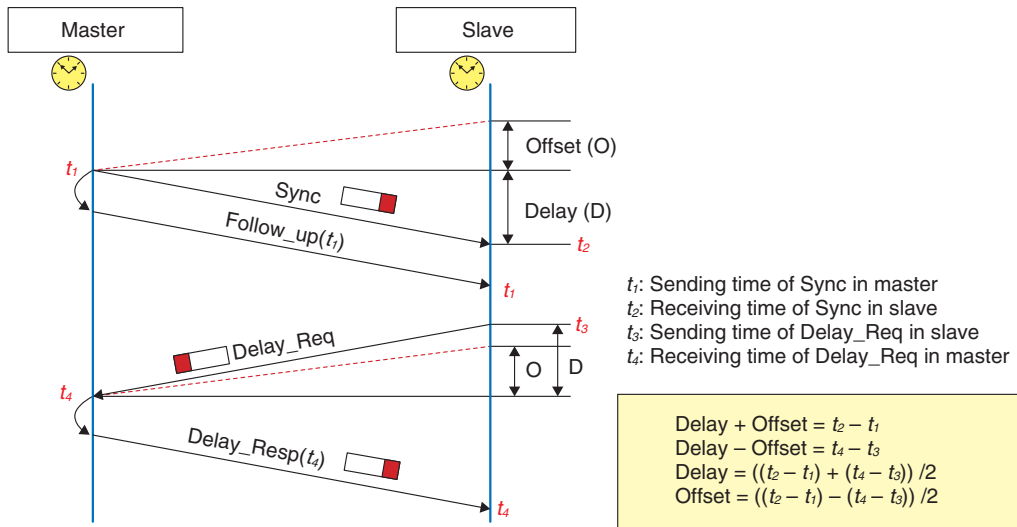 Master
Slave
Offset (O)
t₁
Sync
Delay (D)
Follow_up(t₁)
t₂
t₁
t₁: Sending time of Sync in master
t₂: Receiving time of Sync in slave
t₃: Sending time of Delay_Req in slave
t₄: Receiving time of Delay_Req in master
t₃
Delay_Req
O
D
t₄
Delay_Resp(t₄)
t₄
Delay + Offset = t₂ – t₁
Delay – Offset = t₄ – t₃
Delay = ((t₂ – t₁) + (t₄ – t₃)) /2
Offset = ((t₂ – t₁) – (t₄ – t₃)) /2